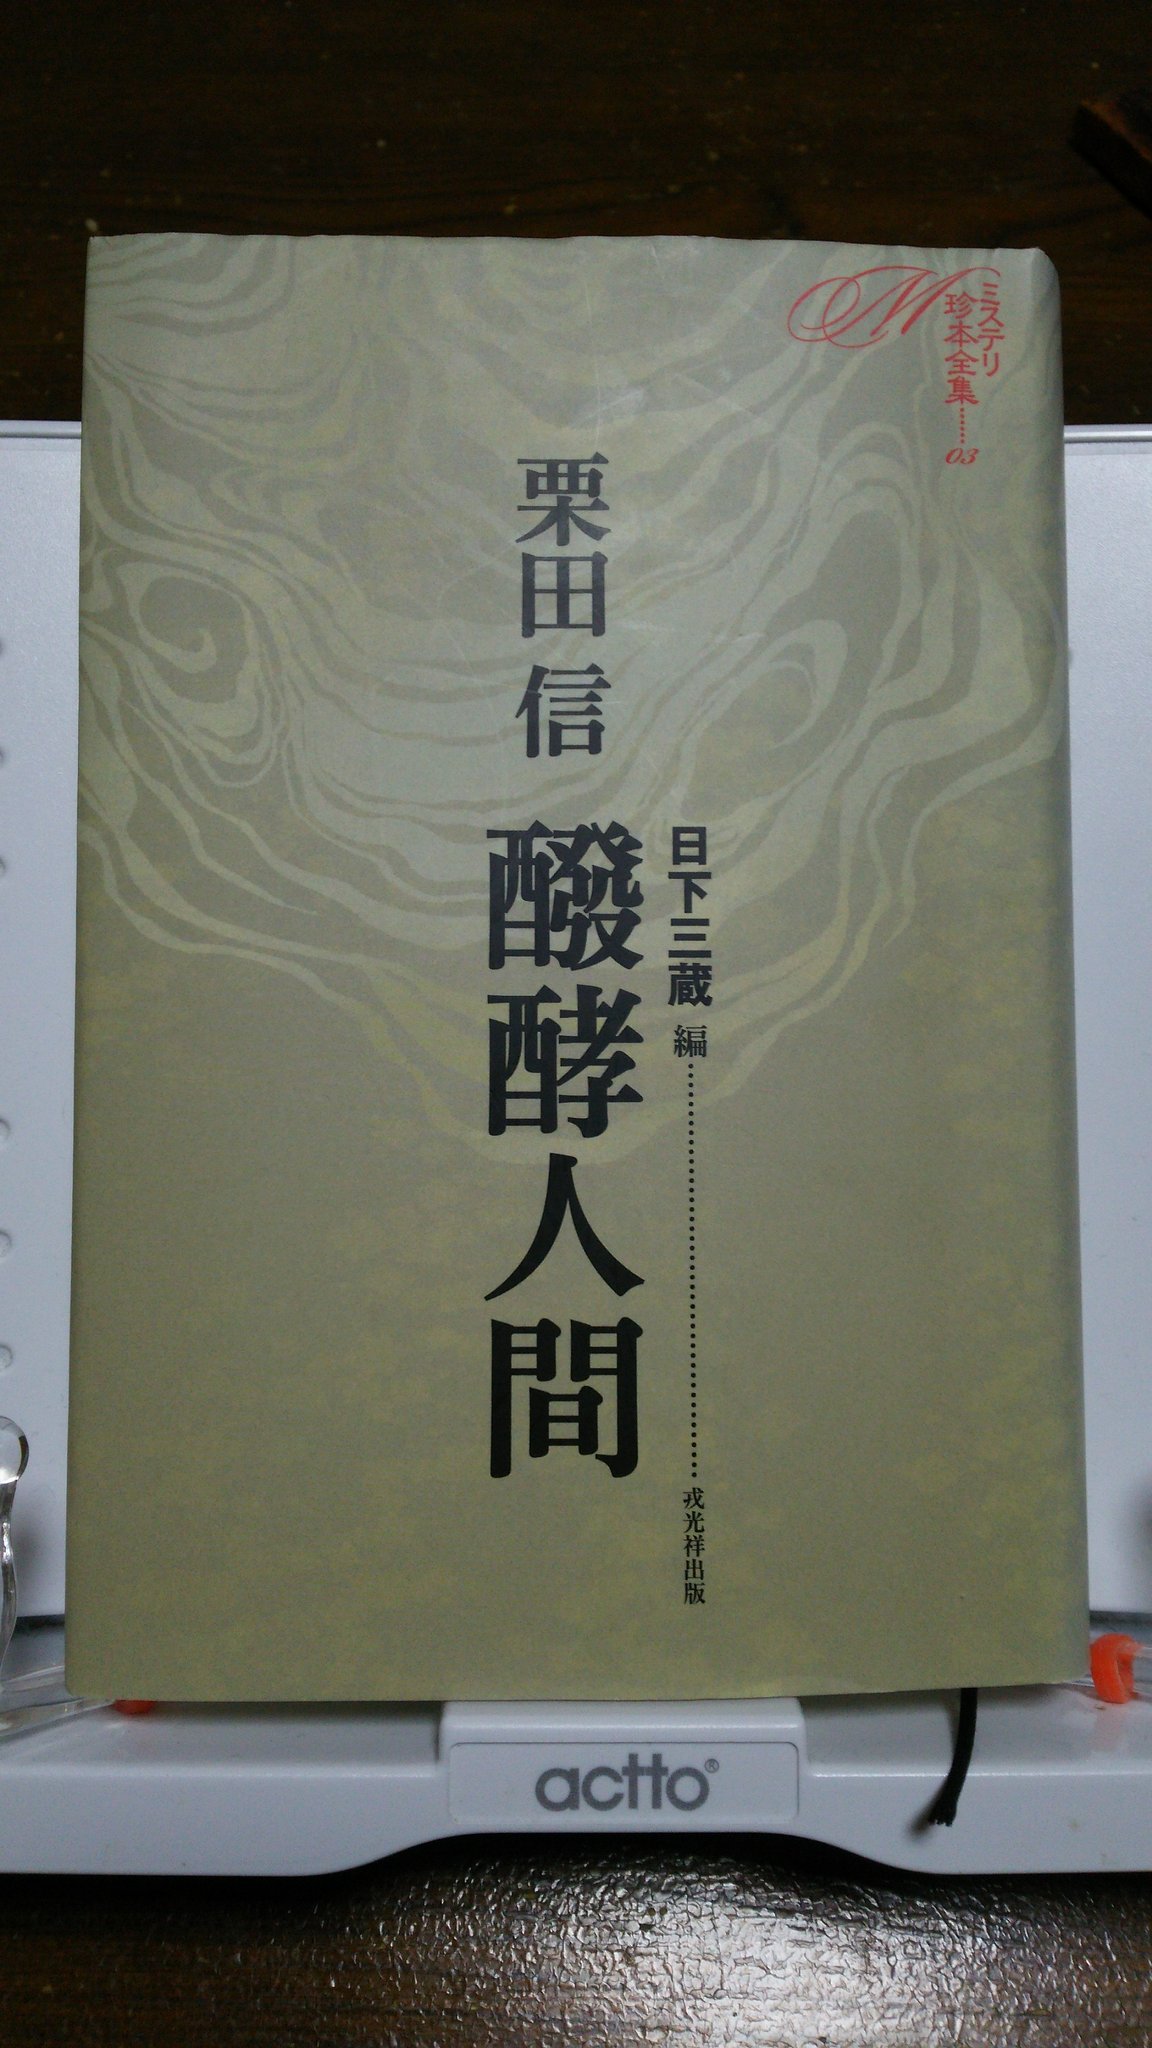 ミステリ
珍本全集……03
M
日下三蔵 編……戎光祥出版
栗田 信
醱酵人間
actto®